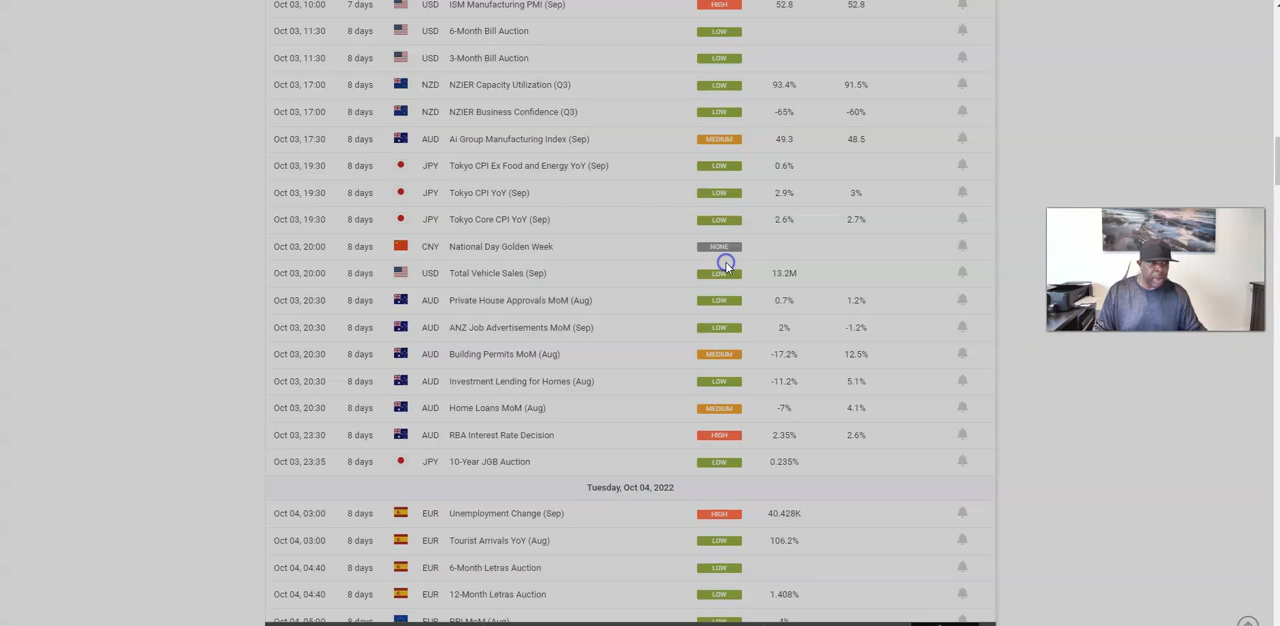 Oct 03, 10:00 7 days USD ISM Manufacturing PMI (Sep) HIGH 52.8 52.8
Oct 03, 11:30 8 days USD 6-Month Bill Auction LOW
Oct 03, 11:30 8 days USD 3-Month Bill Auction LOW
Oct 03, 17:00 8 days NZD NZIER Capacity Utilization (Q3) LOW 93.4% 91.5%
Oct 03, 17:00 8 days NZD NZIER Business Confidence (Q3) LOW -65% -60%
Oct 03, 17:30 8 days AUD Ai Group Manufacturing Index (Sep) MEDIUM 49.3 48.5
Oct 03, 19:30 8 days JPY Tokyo CPI Ex Food and Energy YoY (Sep) LOW 0.6%
Oct 03, 19:30 8 days JPY Tokyo CPI YoY (Sep) LOW 2.9% 3%
Oct 03, 19:30 8 days JPY Tokyo Core CPI YoY (Sep) LOW 2.6% 2.7%
Oct 03, 20:00 8 days CNY National Day Golden Week NONE
Oct 03, 20:00 8 days USD Total Vehicle Sales (Sep) LOW 13.2M
Oct 03, 20:30 8 days AUD Private House Approvals MoM (Aug) LOW 0.7% 1.2%
Oct 03, 20:30 8 days AUD ANZ Job Advertisements MoM (Sep) LOW 2% -1.2%
Oct 03, 20:30 8 days AUD Building Permits MoM (Aug) MEDIUM -17.2% 12.5%
Oct 03, 20:30 8 days AUD Investment Lending for Homes (Aug) LOW -11.2% 5.1%
Oct 03, 20:30 8 days AUD Home Loans MoM (Aug) MEDIUM -7% 4.1%
Oct 03, 23:30 8 days AUD RBA Interest Rate Decision HIGH 2.35% 2.6%
Oct 03, 23:35 8 days JPY 10-Year JGB Auction LOW 0.235%
Tuesday, Oct 04, 2022
Oct 04, 03:00 8 days EUR Unemployment Change (Sep) HIGH 40.428K
Oct 04, 03:00 8 days EUR Tourist Arrivals YoY (Aug) LOW 106.2%
Oct 04, 04:40 8 days EUR 6-Month Letras Auction LOW
Oct 04, 04:40 8 days EUR 12-Month Letras Auction LOW 1.408%
Oct 04, 05:00 8 days EUR PPI MoM (Aug) 4%